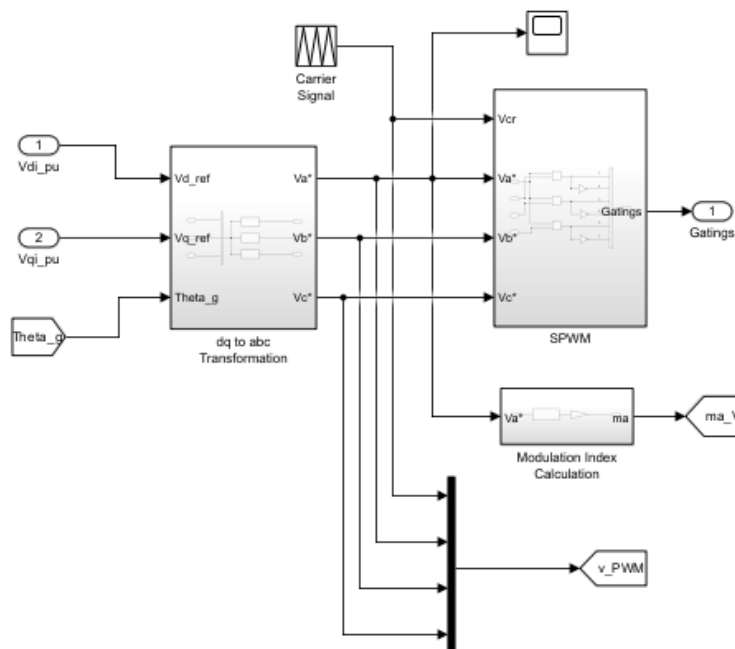 Carrier
Signal
1
Vdi_pu
2
Vqi_pu
Theta_g
Vd_ref
Vq_ref
Theta_g
Va*
Vb*
Vc*
dq to abc
Transformation
Vcr
Va*
Vb*
Vc*
Gatings
SPWM
1
Gatings
Va*
ma
Modulation Index
Calculation
ma_V
v_PWM